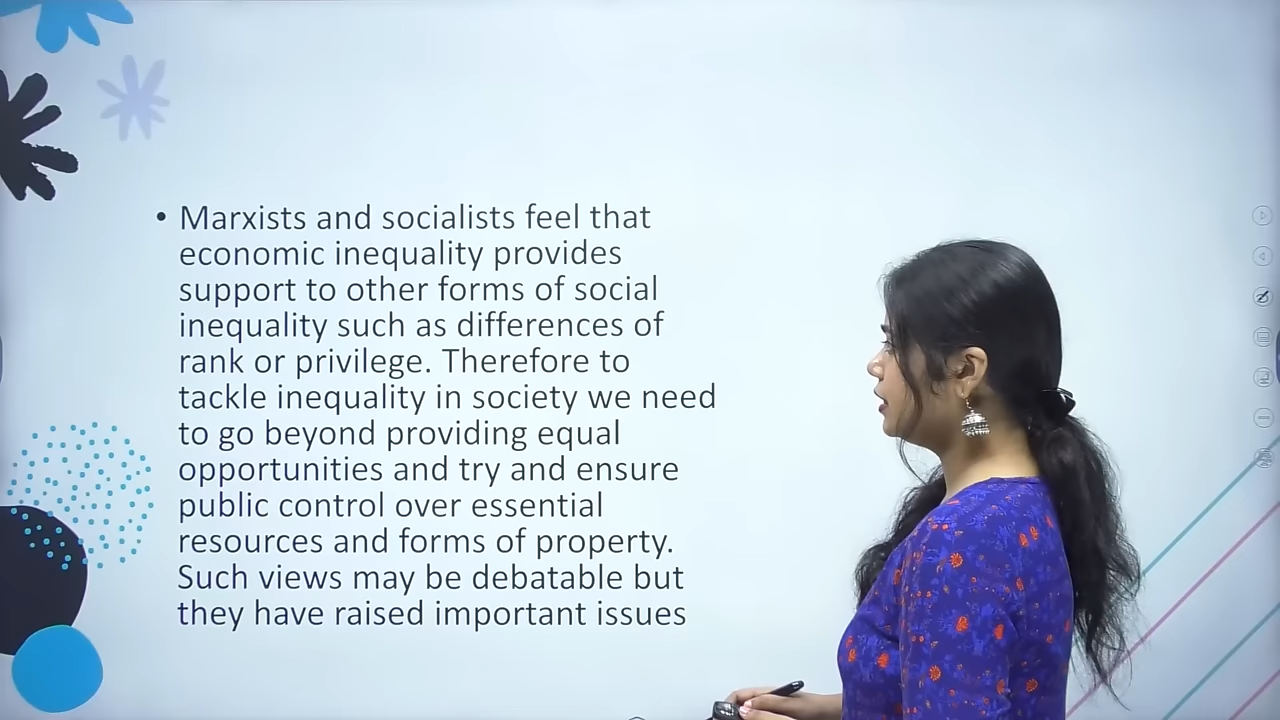 • Marxists and socialists feel that
economic inequality provides
support to other forms of social
inequality such as differences of
rank or privilege. Therefore to
tackle inequality in society we need
to go beyond providing equal
opportunities and try and ensure
public control over essential
resources and forms of property.
Such views may be debatable but
they have raised important issues